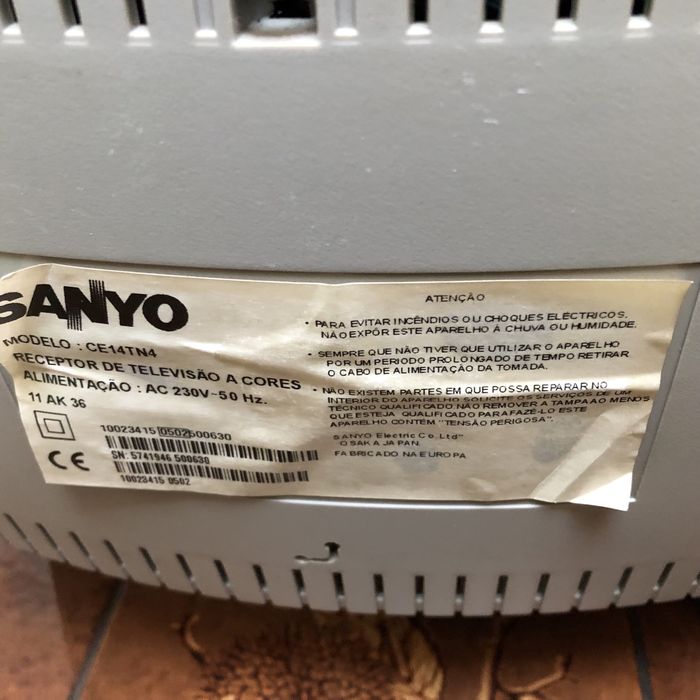 SANYO
MODELO : CE14TN4
RECEPTOR DE TELEVISÃO A CORES
ALIMENTAÇÃO : AC 230V~50 Hz.
11 AK 36
10023415 0502 500630
SN: 5741946 500630
10023415 0502
CE
ATENÇÃO
• PARA EVITAR INCÊNDIOS OU CHOQUES ELÉCTRICOS,
NÃO EXPÔR ESTE APARELHO À CHUVA OU HUMIDADE.
• SEMPRE QUE NÃO TIVER QUE UTILIZAR O APARELHO
POR UM PERIODO PROLONGADO DE TEMPO RETIRAR
O CABO DE ALIMENTAÇÃO DA TOMADA.
• NÃO EXISTEM PARTES EM QUE POSSA REPARAR NO
INTERIOR DO APARELHO SOLICITE OS SERVIÇOS DE UM
TÉCNICO QUALIFICADO. NÃO REMOVER A TAMPA AO MENOS
QUE ESTEJA QUALIFICADO PARA FAZÊ-LO ESTE
APARELHO CONTÉM "TENSÃO PERIGOSA".
SANYO Electric Co. Ltd"
OSAKA JAPAN.
FABRICADO NA EUROPA